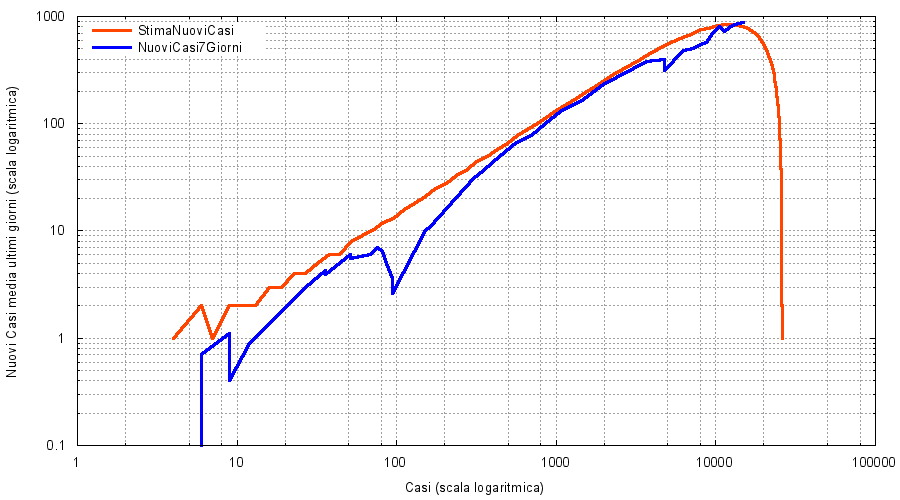 StimaNuoviCasi
NuoviCasi7Giorni
Nuovi Casi media ultimi giorni (scala logaritmica)
1000
100
10
1
0.1
1 10 100 1000 10000 100000
Casi (scala logaritmica)